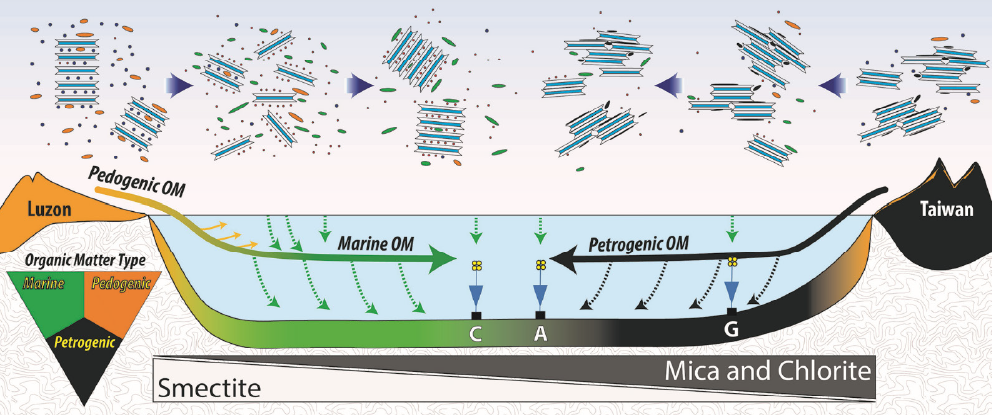 Pedogenic OM
Luzon
Taiwan
Marine OM
Petrogenic OM
Organic Matter Type
Marine
Pedogenic
Petrogenic
C
A
G
Smectite
Mica and Chlorite